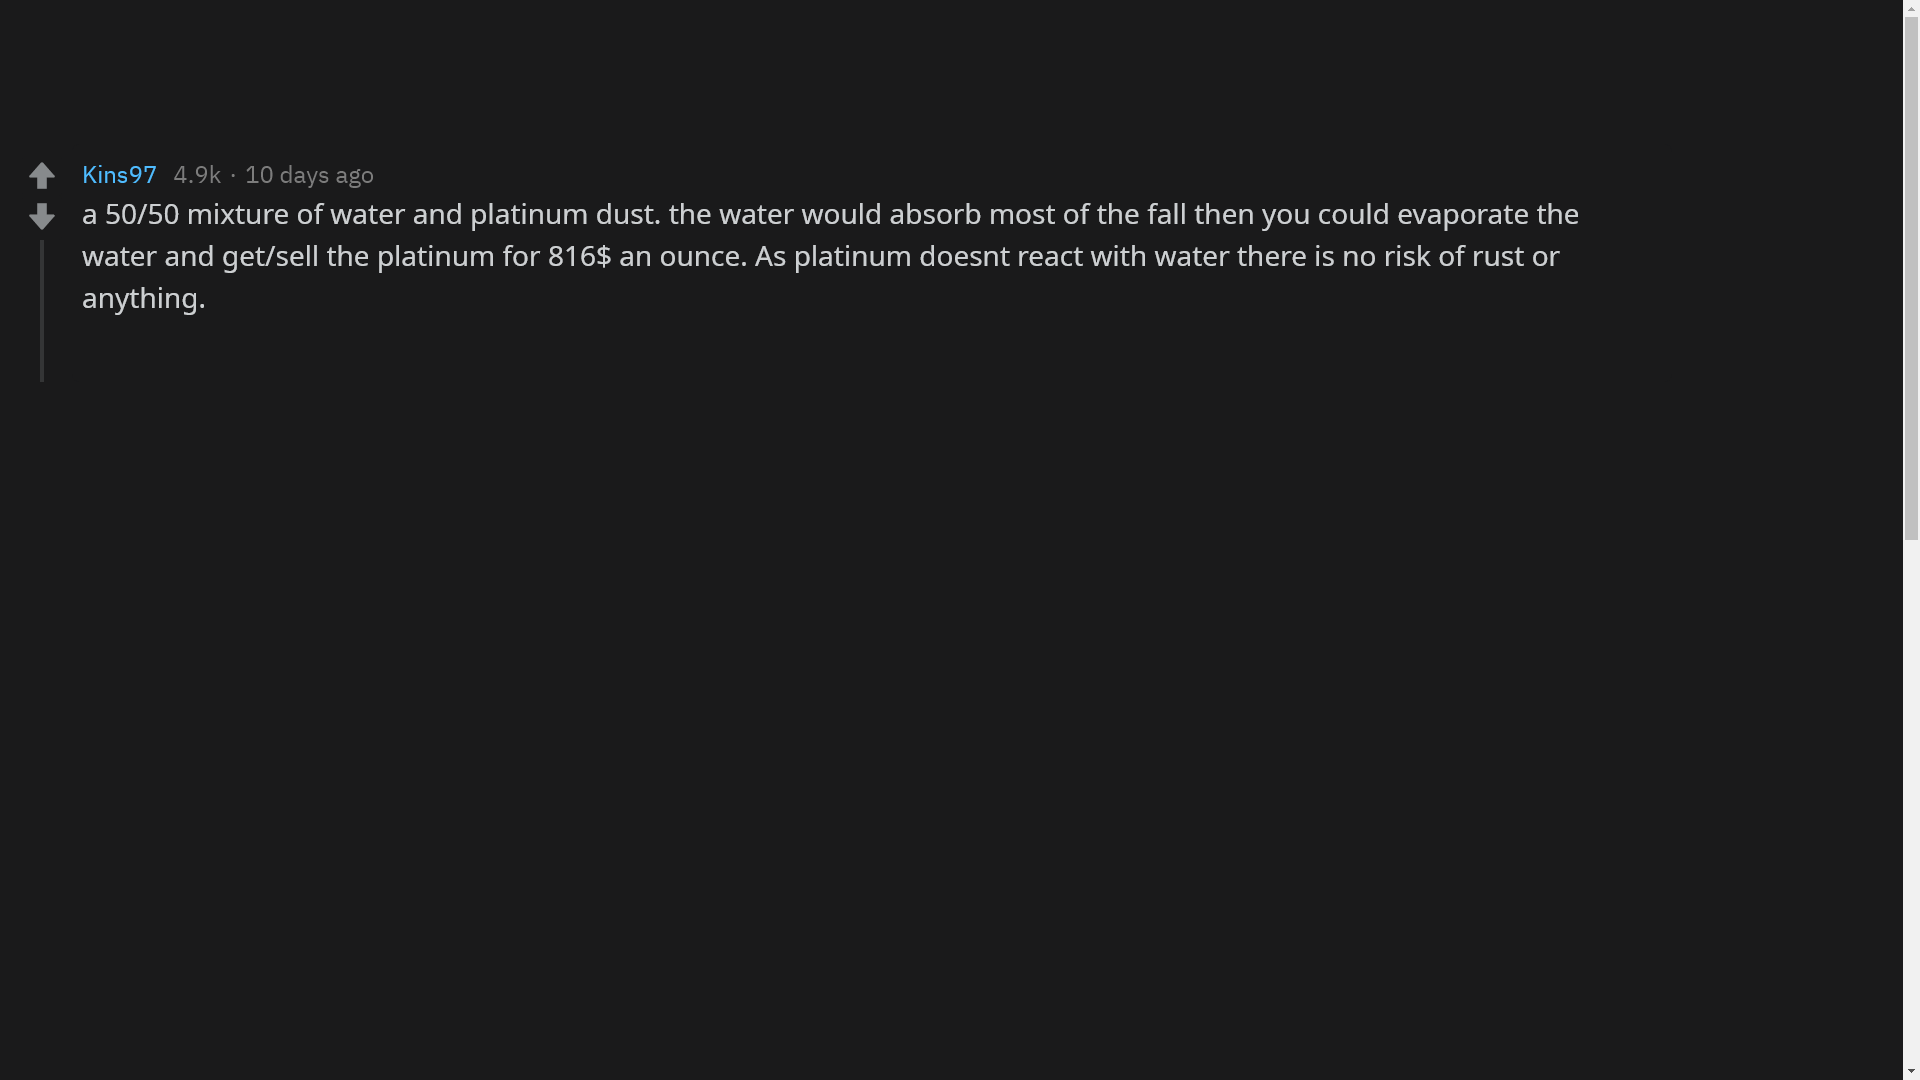 Kins97 4.9k · 10 days ago
a 50/50 mixture of water and platinum dust. the water would absorb most of the fall then you could evaporate the
water and get/sell the platinum for 816$ an ounce. As platinum doesnt react with water there is no risk of rust or
anything.